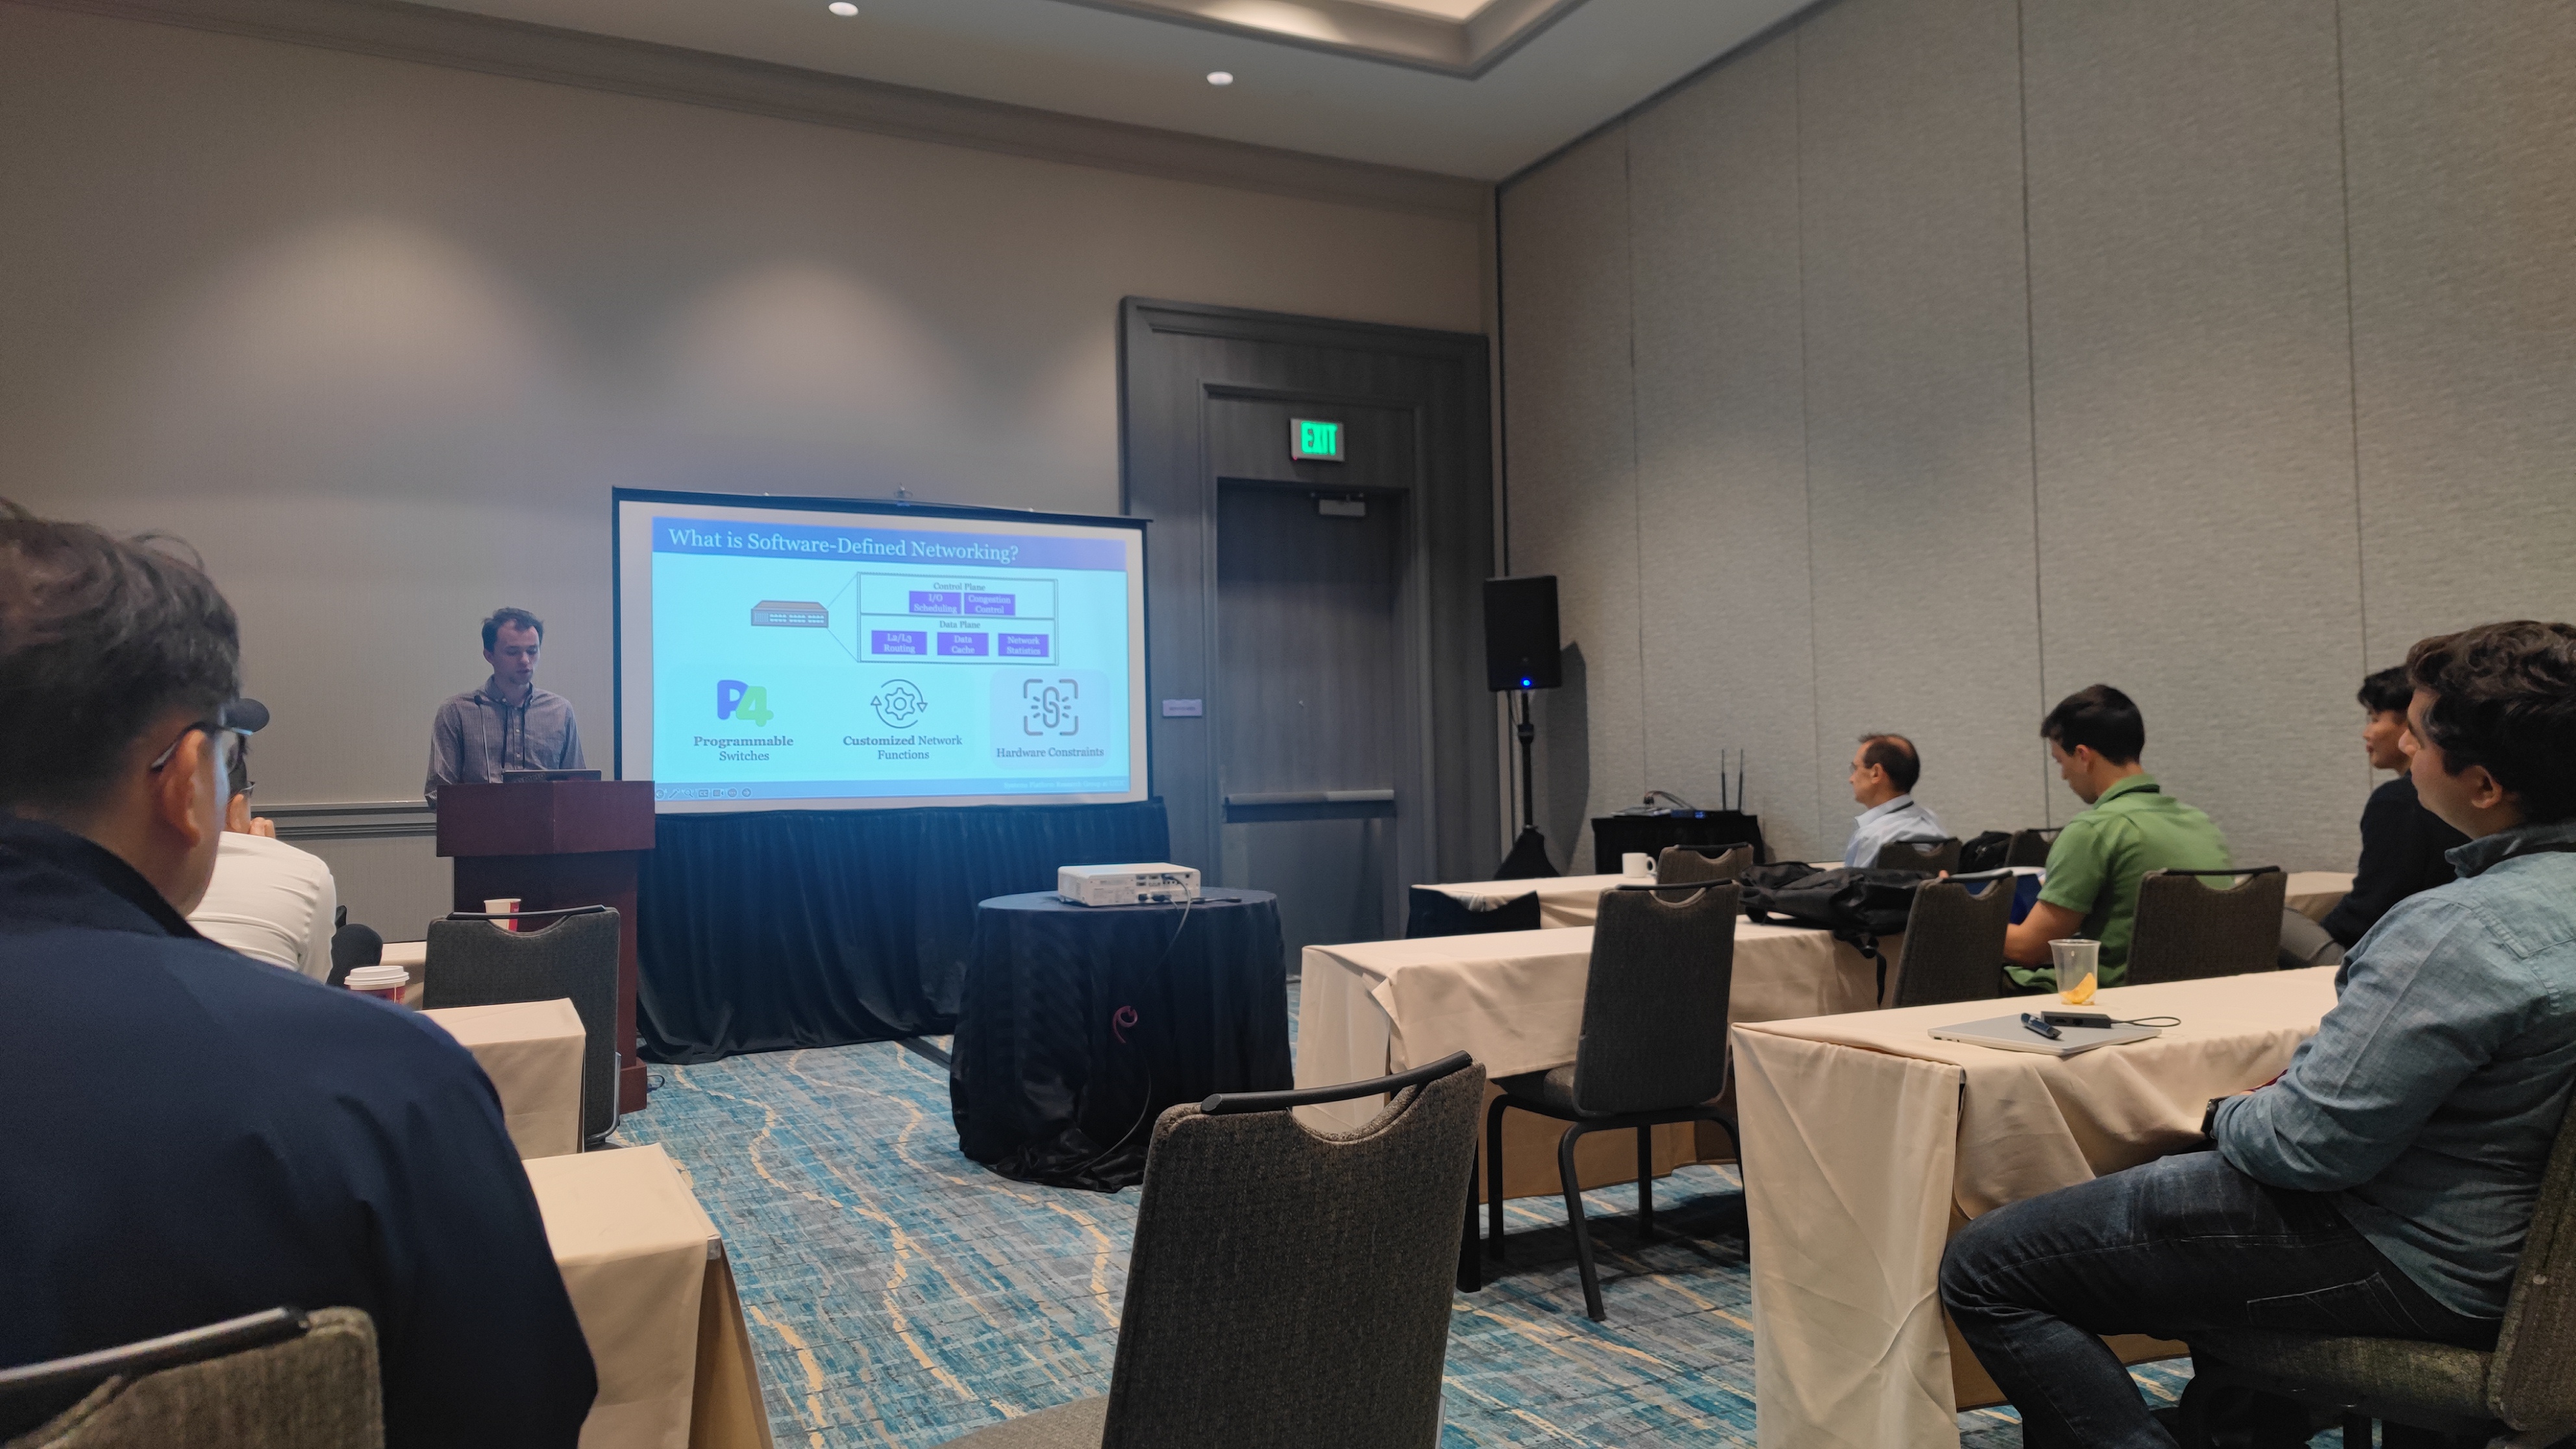 EXIT
What is Software-Defined Networking?
Control Plane
I/O
Scheduling
Congestion
Control
Data Plane
L2/L3
Routing
Data
Cache
Network
Statistics
P4
Programmable
Switches
Customized Network
Functions
Hardware Constraints